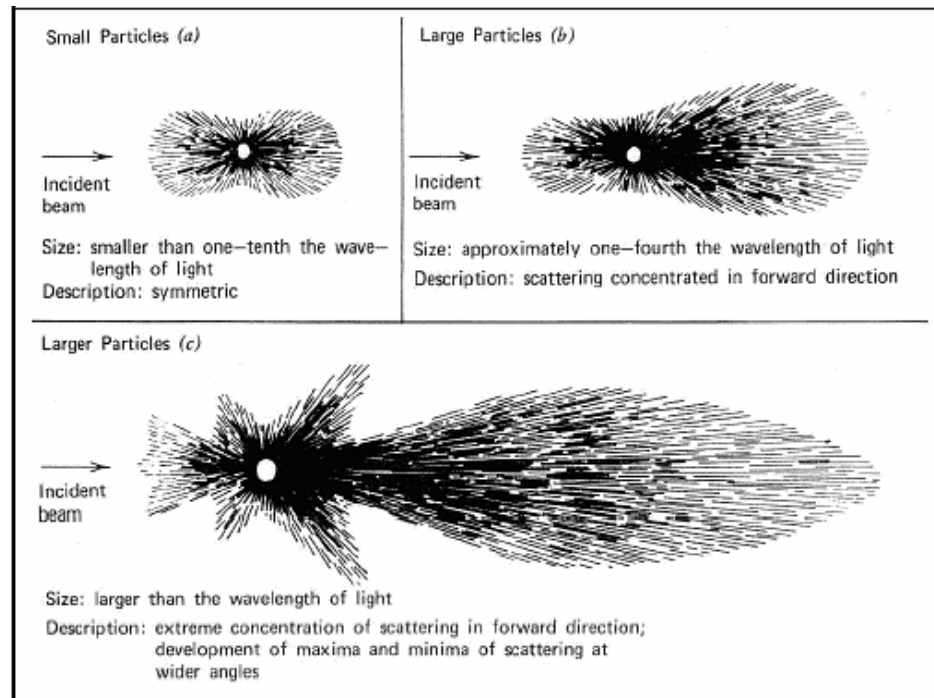 Small Particles (a)
Incident
beam
Size: smaller than one-tenth the wave-
length of light
Description: symmetric
Large Particles (b)
Incident
beam
Size: approximately one-fourth the wavelength of light
Description: scattering concentrated in forward direction
Larger Particles (c)
Incident
beam
Size: larger than the wavelength of light
Description: extreme concentration of scattering in forward direction;
development of maxima and minima of scattering at
wider angles